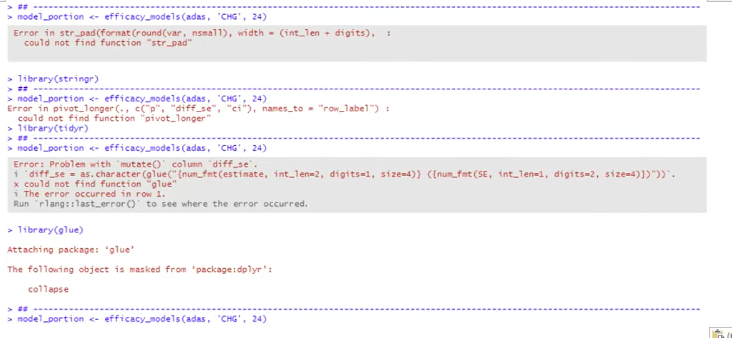 > ## ------------------------------------------------------------------------------------------------------------------------
> model_portion <- efficacy_models(adas, 'CHG', 24)
Error in str_pad(format(round(var, nsmall), width = (int_len + digits),  :
could not find function "str_pad"
> library(stringr)
> ## ------------------------------------------------------------------------------------------------------------------------
> model_portion <- efficacy_models(adas, 'CHG', 24)
Error in pivot_longer(., c("p", "diff_se", "ci"), names_to = "row_label") :
could not find function "pivot_longer"
> library(tidyr)
> ## ------------------------------------------------------------------------------------------------------------------------
> model_portion <- efficacy_models(adas, 'CHG', 24)
Error: Problem with `mutate()` column `diff_se`.
i `diff_se = as.character(glue("{num_fmt(estimate, int_len=2, digits=1, size=4)} ({num_fmt(SE, int_len=1, digits=2, size=4)})"))`.
x could not find function "glue"
i The error occurred in row 1.
Run `rlang::last_error()` to see where the error occurred.
> library(glue)
Attaching package: ‘glue’
The following object is masked from ‘package:dplyr’:
collapse
> ## ------------------------------------------------------------------------------------------------------------------------
> model_portion <- efficacy_models(adas, 'CHG', 24)